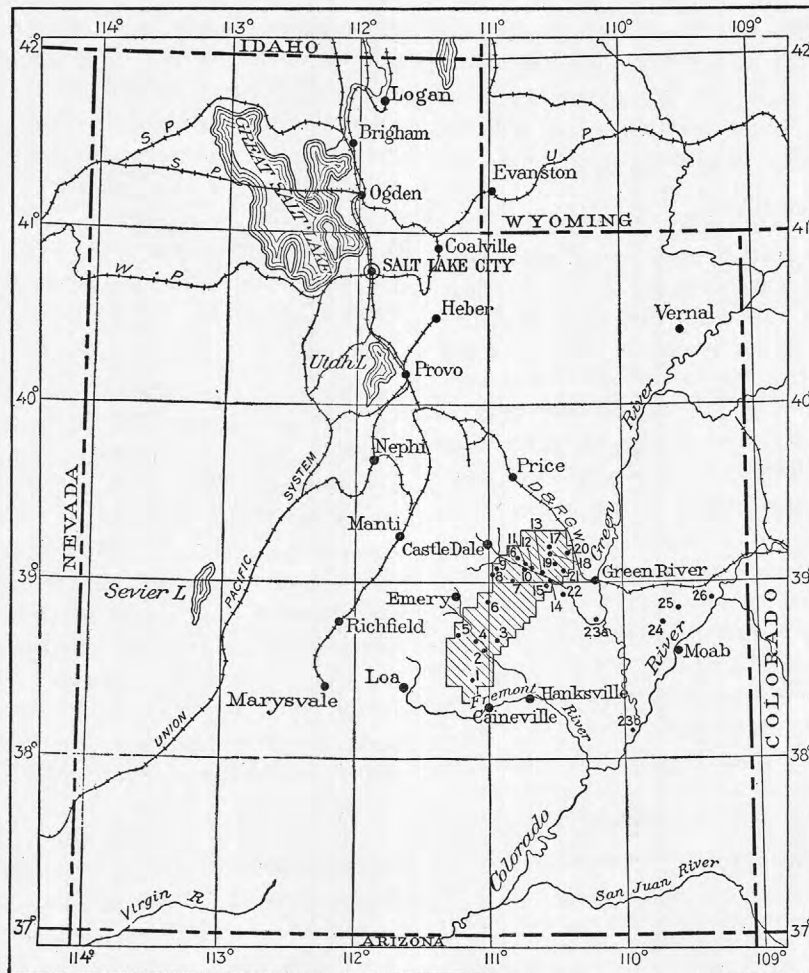 114° 113° 112° 111° 110° 109°
42° 42°
IDAHO
Logan
S P
Brigham
U P
Evanston
S P
Ogden
GREAT SALT LAKE
41° 41°
WYOMING
Coalville
SALT LAKE CITY
W. P
Heber
Vernal
Utah L
Provo
River
40° 40°
Nephi
Price
SYSTEM
D & R G W
Green
NEVADA
Manti
13
11 12 17
16 20
Castle Dale
9 19 18
Green River
8 10 21
39° 39°
7 15 22
Sevier L
PACIFIC
Emery
6 14
26
25
Richfield
5 4 3
23a 24
River
2
Moab
Loa
1
COLORADO
Marysvale
Fremont
Hanksville
Caineville
River
UNION
23b
38° 38°
Colorado
Virgin R
San Juan River
37° 37°
ARIZONA
114° 113° 112° 111° 110° 109°